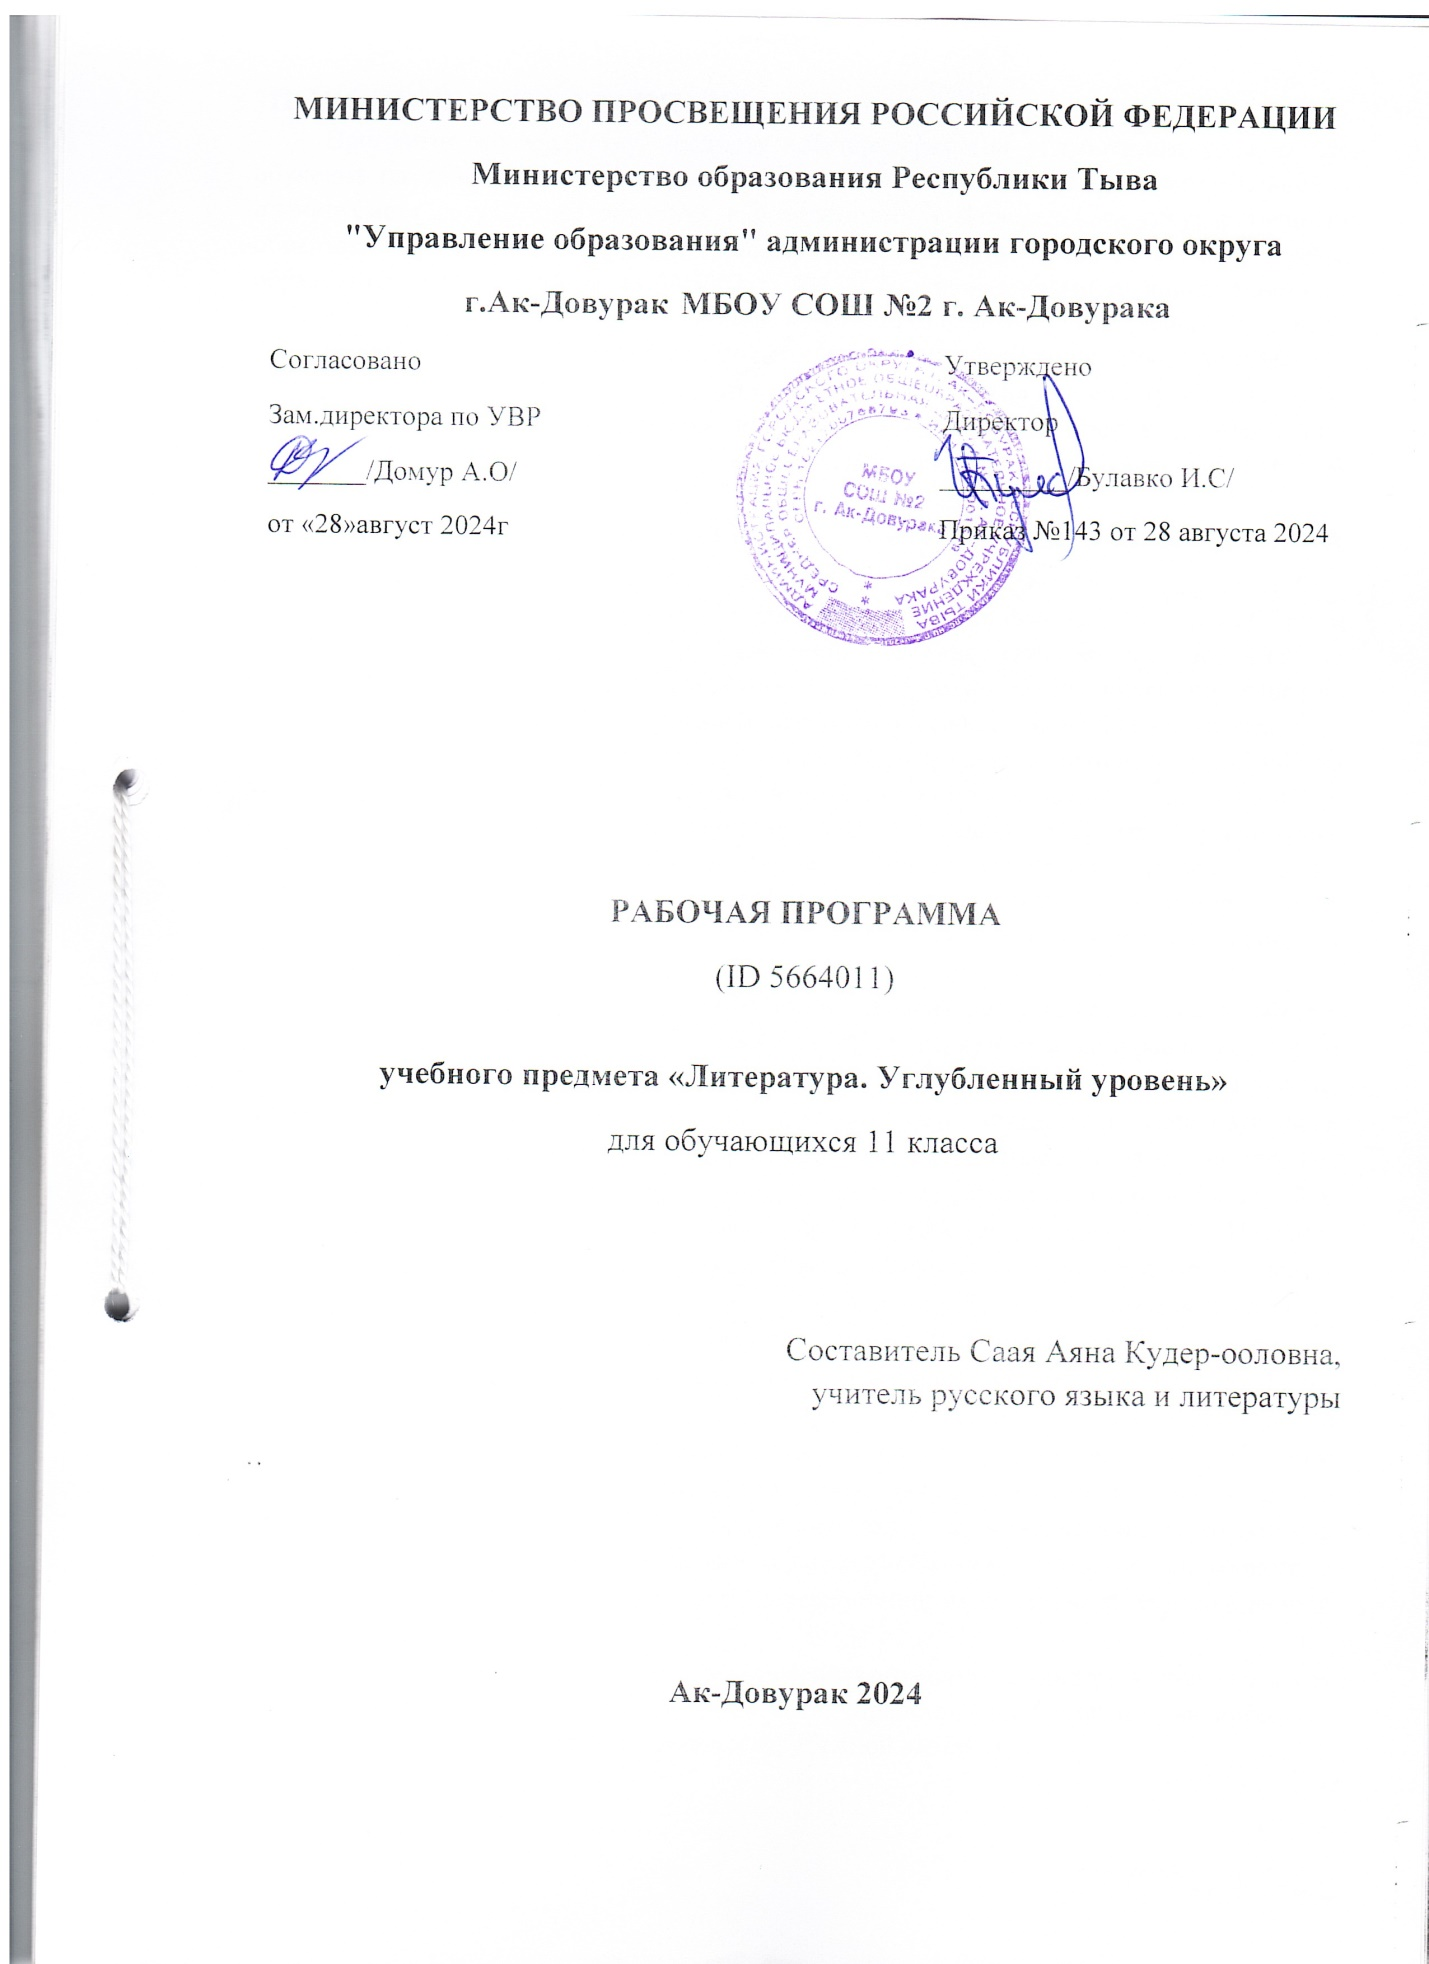 МИНИСТЕРСТВО ПРОСВЕЩЕНИЯ РОССИЙСКОЙ ФЕДЕРАЦИИ
Министерство образования Республики Тыва
"Управление образования" администрации городского округа
г.Ак-Довурак МБОУ СОШ №2 г. Ак-Довурака
Согласовано
Зам.директора по УВР
/Домур А.О/
от «28»август 2024г
МБОУ
СОШ №2
г. Ак-Довурака
Утверждено
Директор
/Булавко И.С/
Приказ №143 от 28 августа 2024
РАБОЧАЯ ПРОГРАММА
(ID 5664011)
учебного предмета «Литература. Углубленный уровень»
для обучающихся 11 класса
Составитель Саая Аяна Кудер-ооловна,
учитель русского языка и литературы
Ак-Довурак 2024